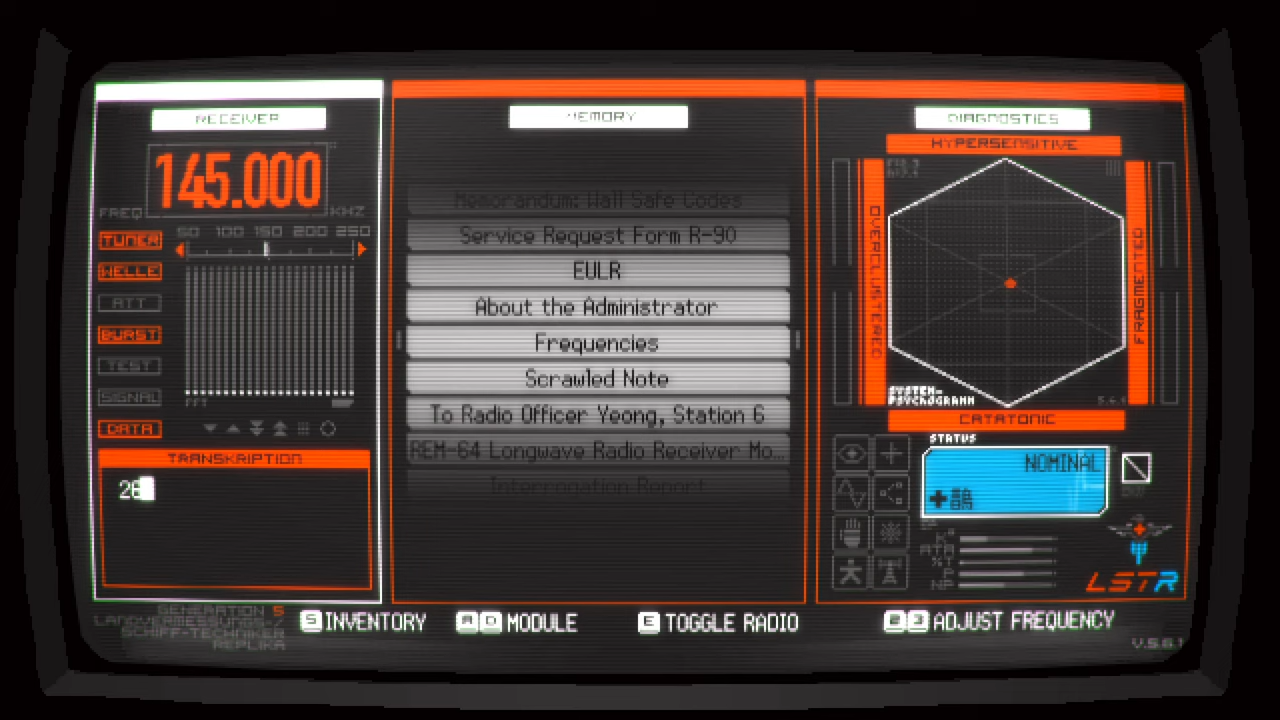 RECEIVER
145.000
FREQ
KHZ
50 100 150 200 250
TUNER
WELLE
ATT
BURST
TEST
SIGNAL
DATA
FFT
TRANSKRIPTION
MEMORY
Memorandum: Wall Safe Codes
Service Request Form R-90
EULR
About the Administrator
Frequencies
Scrawled Note
To Radio Officer Yeong, Station 6
REM-64 Longwave Radio Receiver Mo...
Interrogation Report
DIAGNOSTICS
HYPERSENSITIVE
OVERCLUSTERED
FRAGMENTED
SYSTEM-
PSYCHOGRAMM
CATATONIC
STATUS
NOMINAL
LSTR
GENERATION 5
LANDVERMESSUNGS-/
SCHIFF-TECHNIKER
REPLIKA
S INVENTORY
A D MODULE
E TOGGLE RADIO
ADJUST FREQUENCY